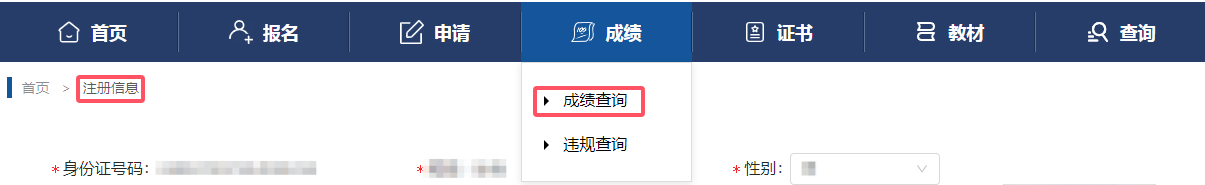 首页 报名 申请 成绩 证书 教材 查询
首页 > 注册信息
成绩查询
违规查询
*身份证号码： * *性别：